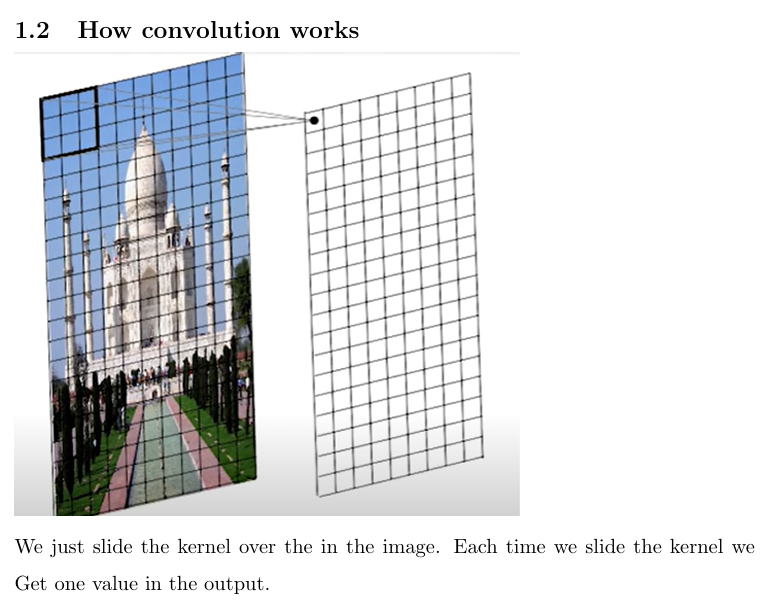 1.2 How convolution works
We just slide the kernel over the in the image. Each time we slide the kernel we
Get one value in the output.